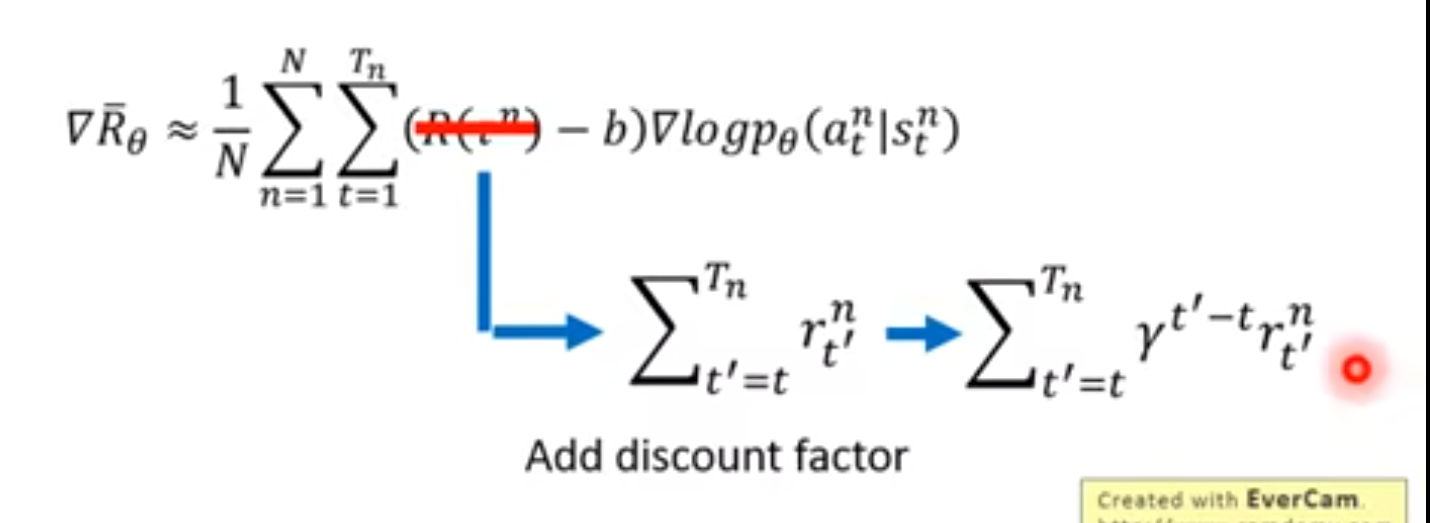 ∇R̄_θ ≈ 1/N ∑_{n=1}^{N} ∑_{t=1}^{T_n} (R(τ^n) − b)∇logp_θ(a_t^n|s_t^n)
∑_{t'=t}^{T_n} r_{t'}^n → ∑_{t'=t}^{T_n} γ^{t'−t} r_{t'}^n
Add discount factor
Created with EverCam.